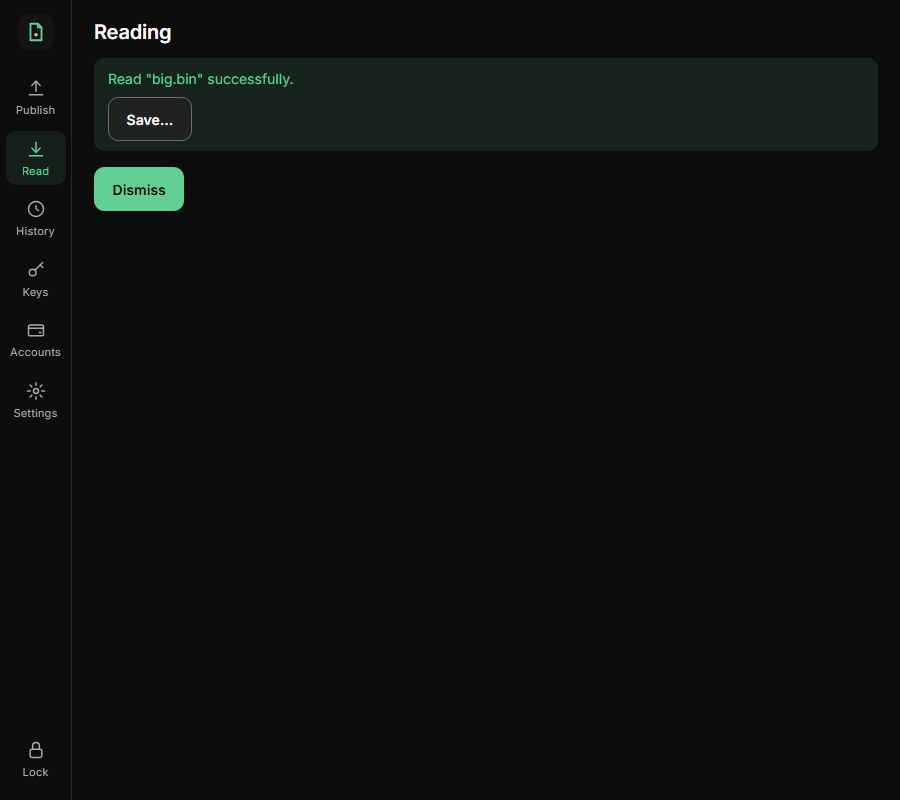 Reading
Read "big.bin" successfully.
Save...
Dismiss
Publish
Read
History
Keys
Accounts
Settings
Lock